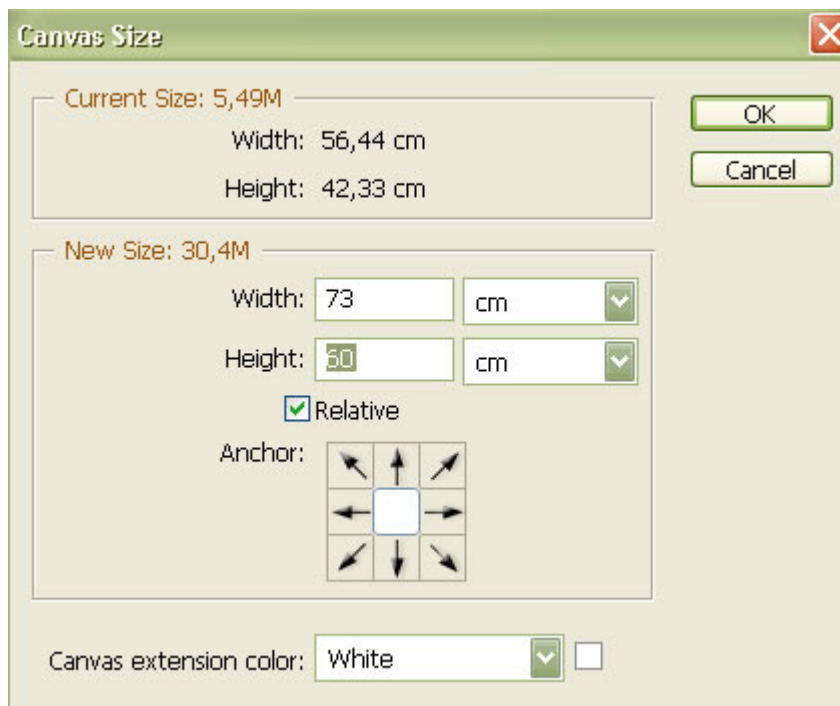 Canvas Size
Current Size: 5,49M
Width: 56,44 cm
Height: 42,33 cm
OK
Cancel
New Size: 30,4M
Width: 73 cm
Height: 60 cm
Relative
Anchor:
Canvas extension color: White